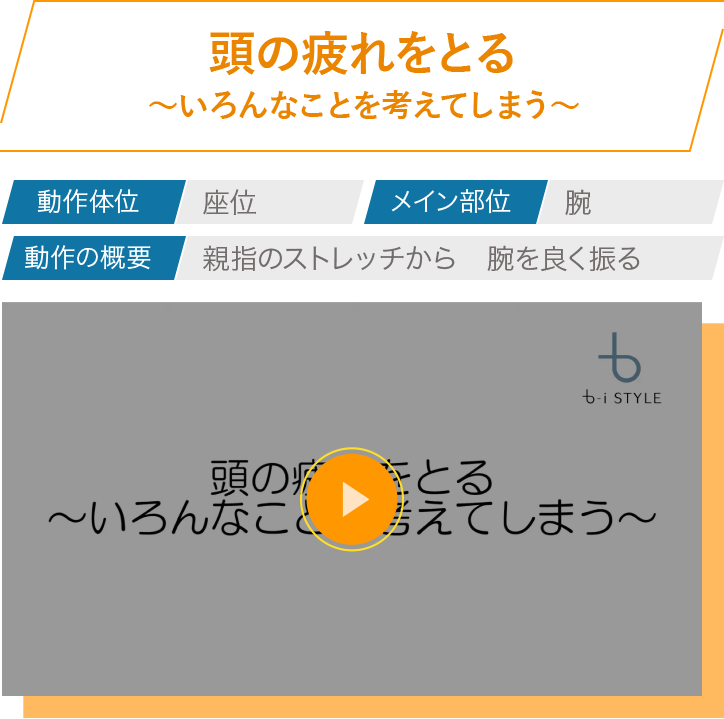 頭の疲れをとる
～いろんなことを考えてしまう～
動作体位 座位 メイン部位 腕
動作の概要 親指のストレッチから 腕を良く振る
b-i STYLE
頭の疲をとる
～いろんなこと考えてしまう～